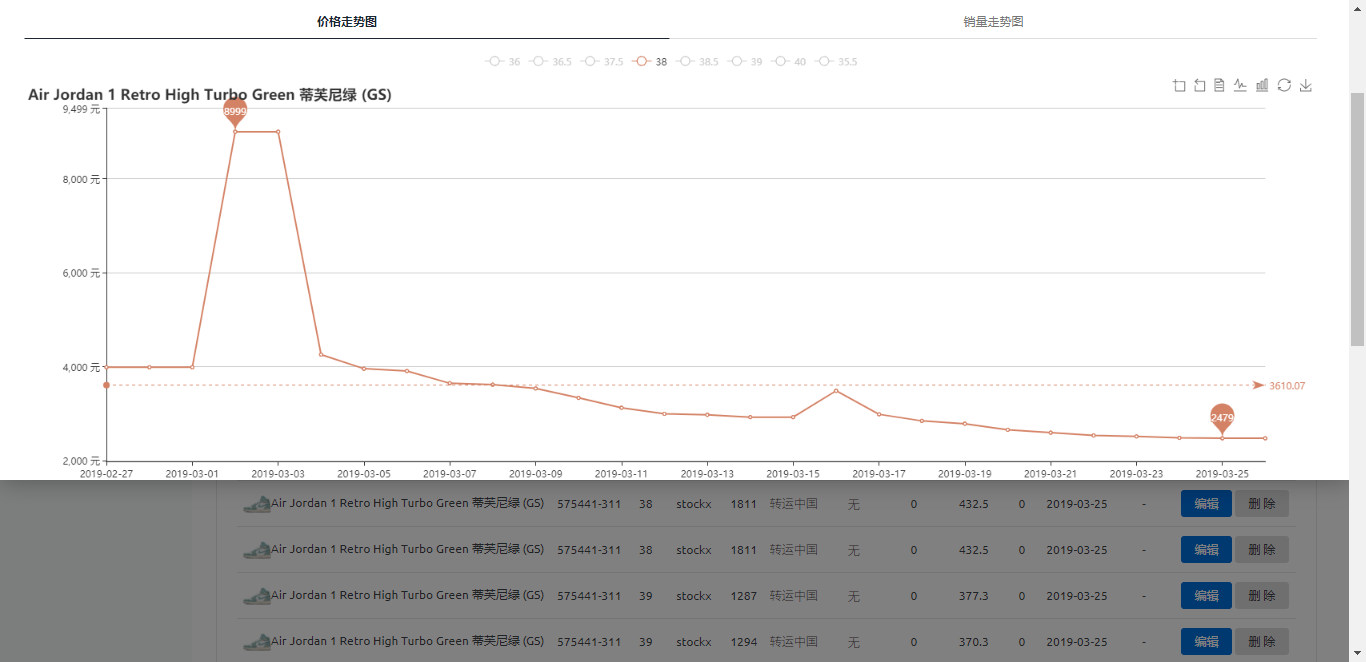 价格走势图 销量走势图
36 36.5 37.5 38 38.5 39 40 35.5
Air Jordan 1 Retro High Turbo Green 蒂芙尼绿 (GS)
9,499 元
8999
8,000 元
6,000 元
4,000 元
3610.07
2479
2,000 元
2019-02-27 2019-03-01 2019-03-03 2019-03-05 2019-03-07 2019-03-09 2019-03-11 2019-03-13 2019-03-15 2019-03-17 2019-03-19 2019-03-21 2019-03-23 2019-03-25
Air Jordan 1 Retro High Turbo Green 蒂芙尼绿 (GS) 575441-311 38 stockx 1811 转运中国 无 0 432.5 0 2019-03-25 - 编辑 删 除
Air Jordan 1 Retro High Turbo Green 蒂芙尼绿 (GS) 575441-311 38 stockx 1811 转运中国 无 0 432.5 0 2019-03-25 - 编辑 删 除
Air Jordan 1 Retro High Turbo Green 蒂芙尼绿 (GS) 575441-311 39 stockx 1287 转运中国 无 0 377.3 0 2019-03-25 - 编辑 删 除
Air Jordan 1 Retro High Turbo Green 蒂芙尼绿 (GS) 575441-311 39 stockx 1294 转运中国 无 0 370.3 0 2019-03-25 - 编辑 删 除